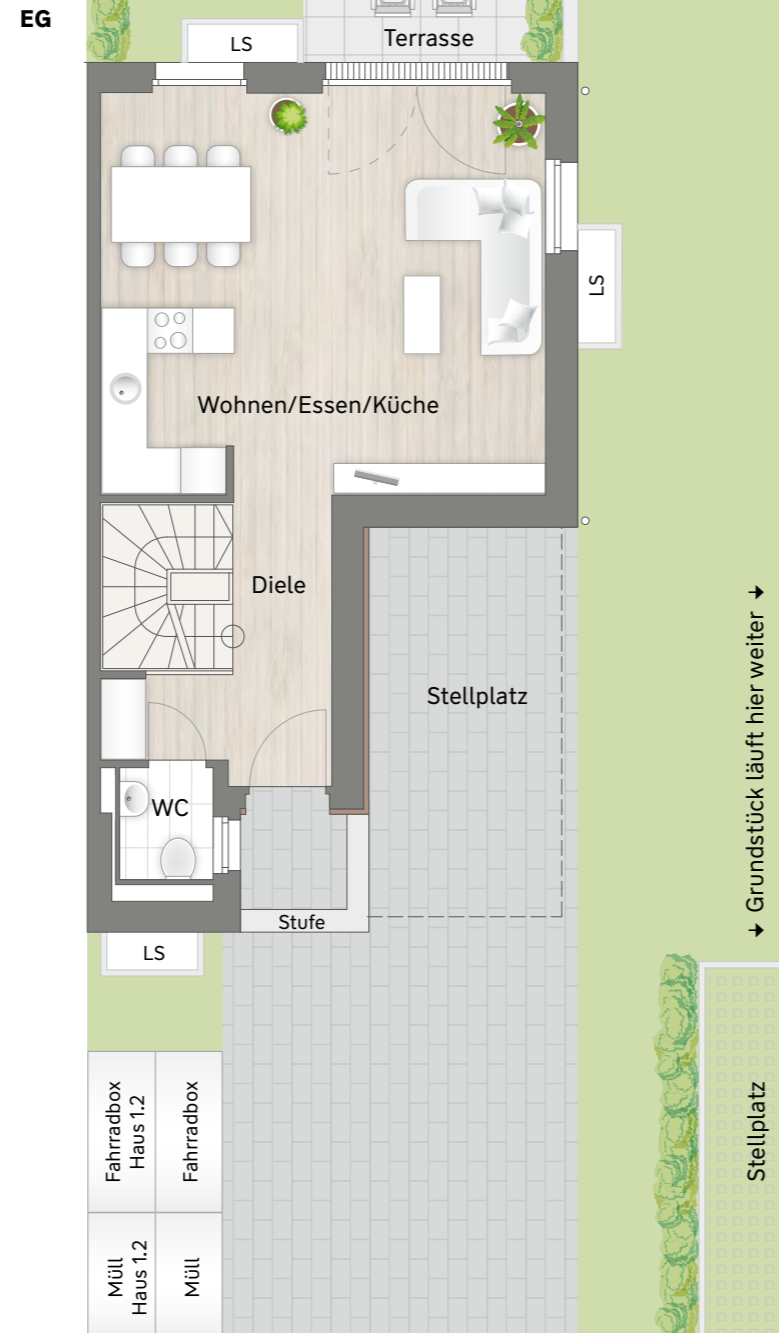 EG
LS
Terrasse
LS
Wohnen/Essen/Küche
Diele
Stellplatz
Grundstück läuft hier weiter
WC
Stufe
LS
Fahrradbox
Haus 1.2
Fahrradbox
Stellplatz
Müll
Haus 1.2
Müll